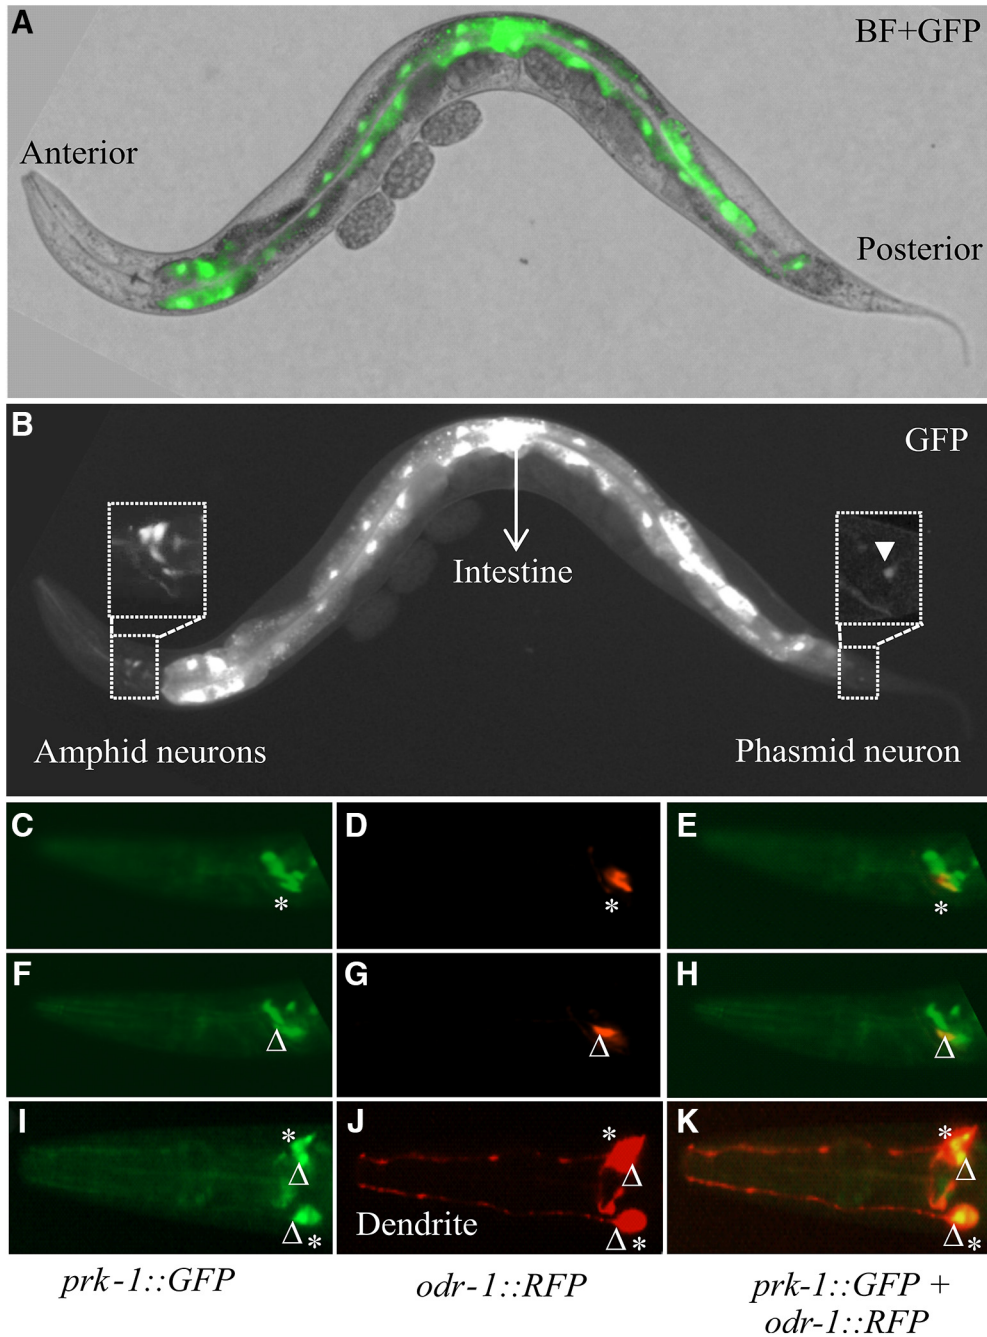 A
BF+GFP
Anterior
Posterior
B
GFP
Intestine
Amphid neurons
Phasmid neuron
C
D
E
*
*
*
F
G
H
Δ
Δ
Δ
I
J
K
*
*
*
Δ
Δ
Δ
Dendrite
Δ *
Δ *
Δ *
prk-1::GFP
odr-1::RFP
prk-1::GFP +
odr-1::RFP